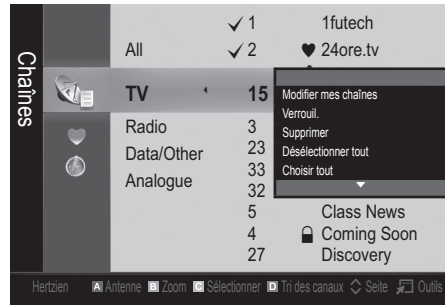 Chaînes
✓ 1 1futech
All ✓ 2 ♥ 24ore.tv
TV 15
Radio 3
Data/Other 23
Analogue 33
32
5 Class News
4 Coming Soon
27 Discovery
Modifier mes chaînes
Verrouil.
Supprimer
Désélectionner tout
Choisir tout
Hertzien A Antenne B Zoom C Sélectionner D Tri des canaux Seite Outils